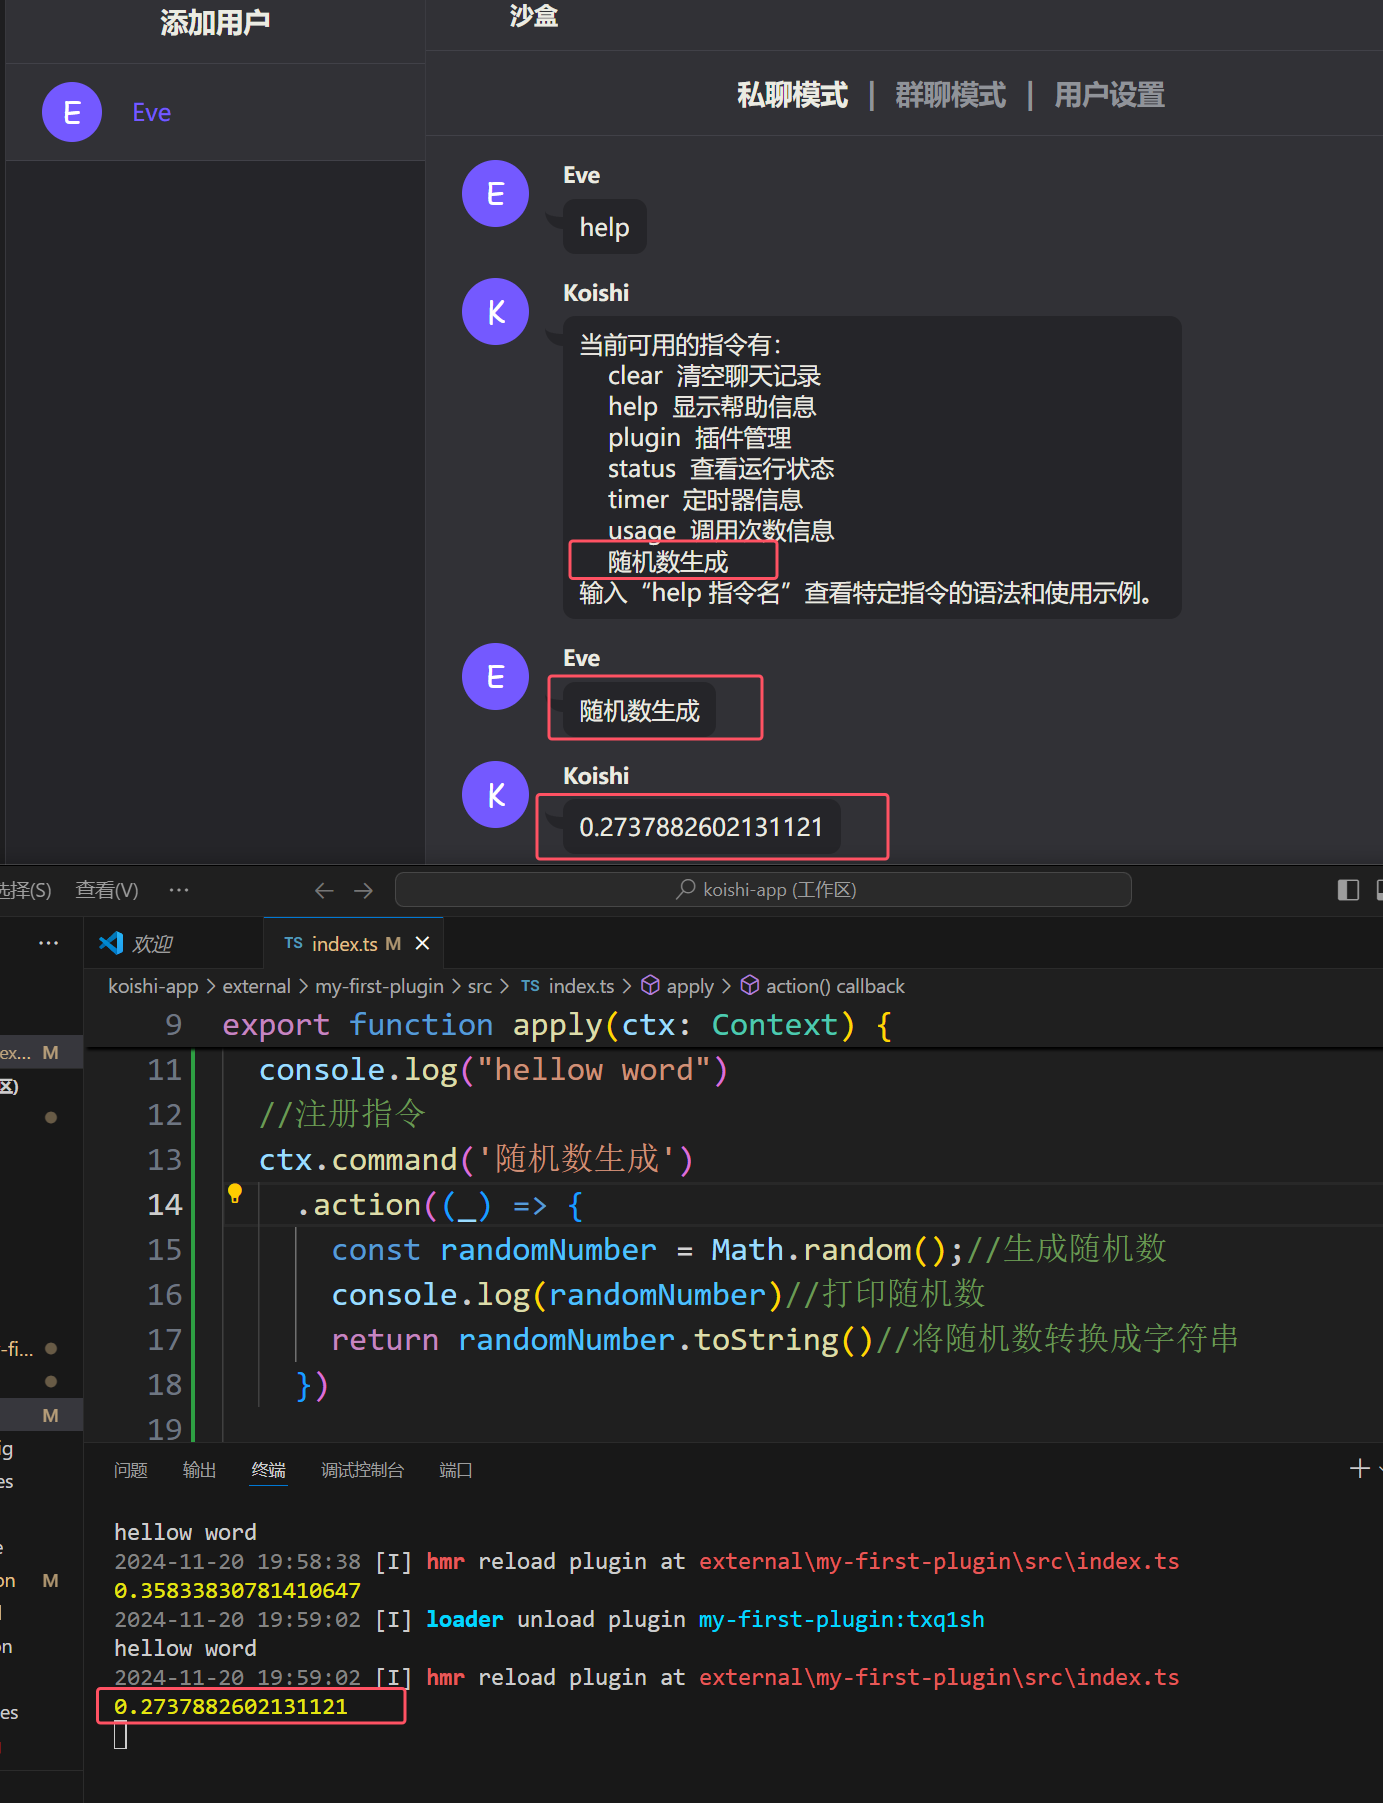 添加用户
沙盒
E Eve
私聊模式 | 群聊模式 | 用户设置
E
Eve
help
K
Koishi
当前可用的指令有：
clear 清空聊天记录
help 显示帮助信息
plugin 插件管理
status 查看运行状态
timer 定时器信息
usage 调用次数信息
随机数生成
输入“help 指令名”查看特定指令的语法和使用示例。
E
Eve
随机数生成
K
Koishi
0.2737882602131121
选择(S) 查看(V) ···
koishi-app (工作区)
···
欢迎
TS index.ts M
koishi-app > external > my-first-plugin > src > TS index.ts > apply > action() callback
ex... M
区)
-fi...
M
ig
es
e
on M
on
es
9 export function apply(ctx: Context) {
11 console.log("hellow word")
12 //注册指令
13 ctx.command('随机数生成')
14 .action((_) => {
15 const randomNumber = Math.random();//生成随机数
16 console.log(randomNumber)//打印随机数
17 return randomNumber.toString()//将随机数转换成字符串
18 })
19
问题 输出 终端 调试控制台 端口
hellow word
2024-11-20 19:58:38 [I] hmr reload plugin at external\my-first-plugin\src\index.ts
0.35833830781410647
2024-11-20 19:59:02 [I] loader unload plugin my-first-plugin:txq1sh
hellow word
2024-11-20 19:59:02 [I] hmr reload plugin at external\my-first-plugin\src\index.ts
0.2737882602131121